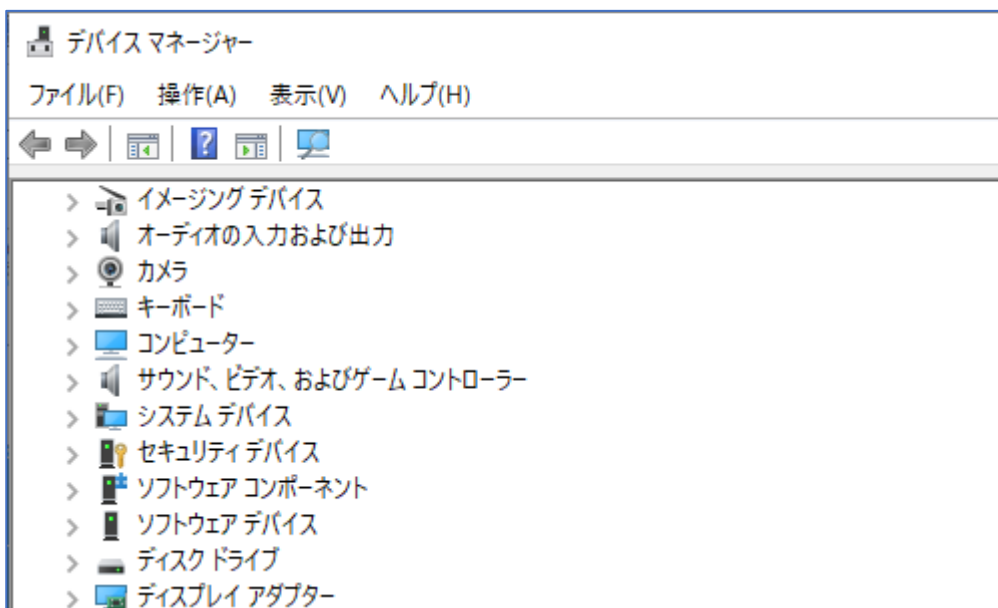 デバイス マネージャー
ファイル(F) 操作(A) 表示(V) ヘルプ(H)
イメージング デバイス
オーディオの入力および出力
カメラ
キーボード
コンピューター
サウンド、ビデオ、およびゲーム コントローラー
システム デバイス
セキュリティ デバイス
ソフトウェア コンポーネント
ソフトウェア デバイス
ディスク ドライブ
ディスプレイ アダプター